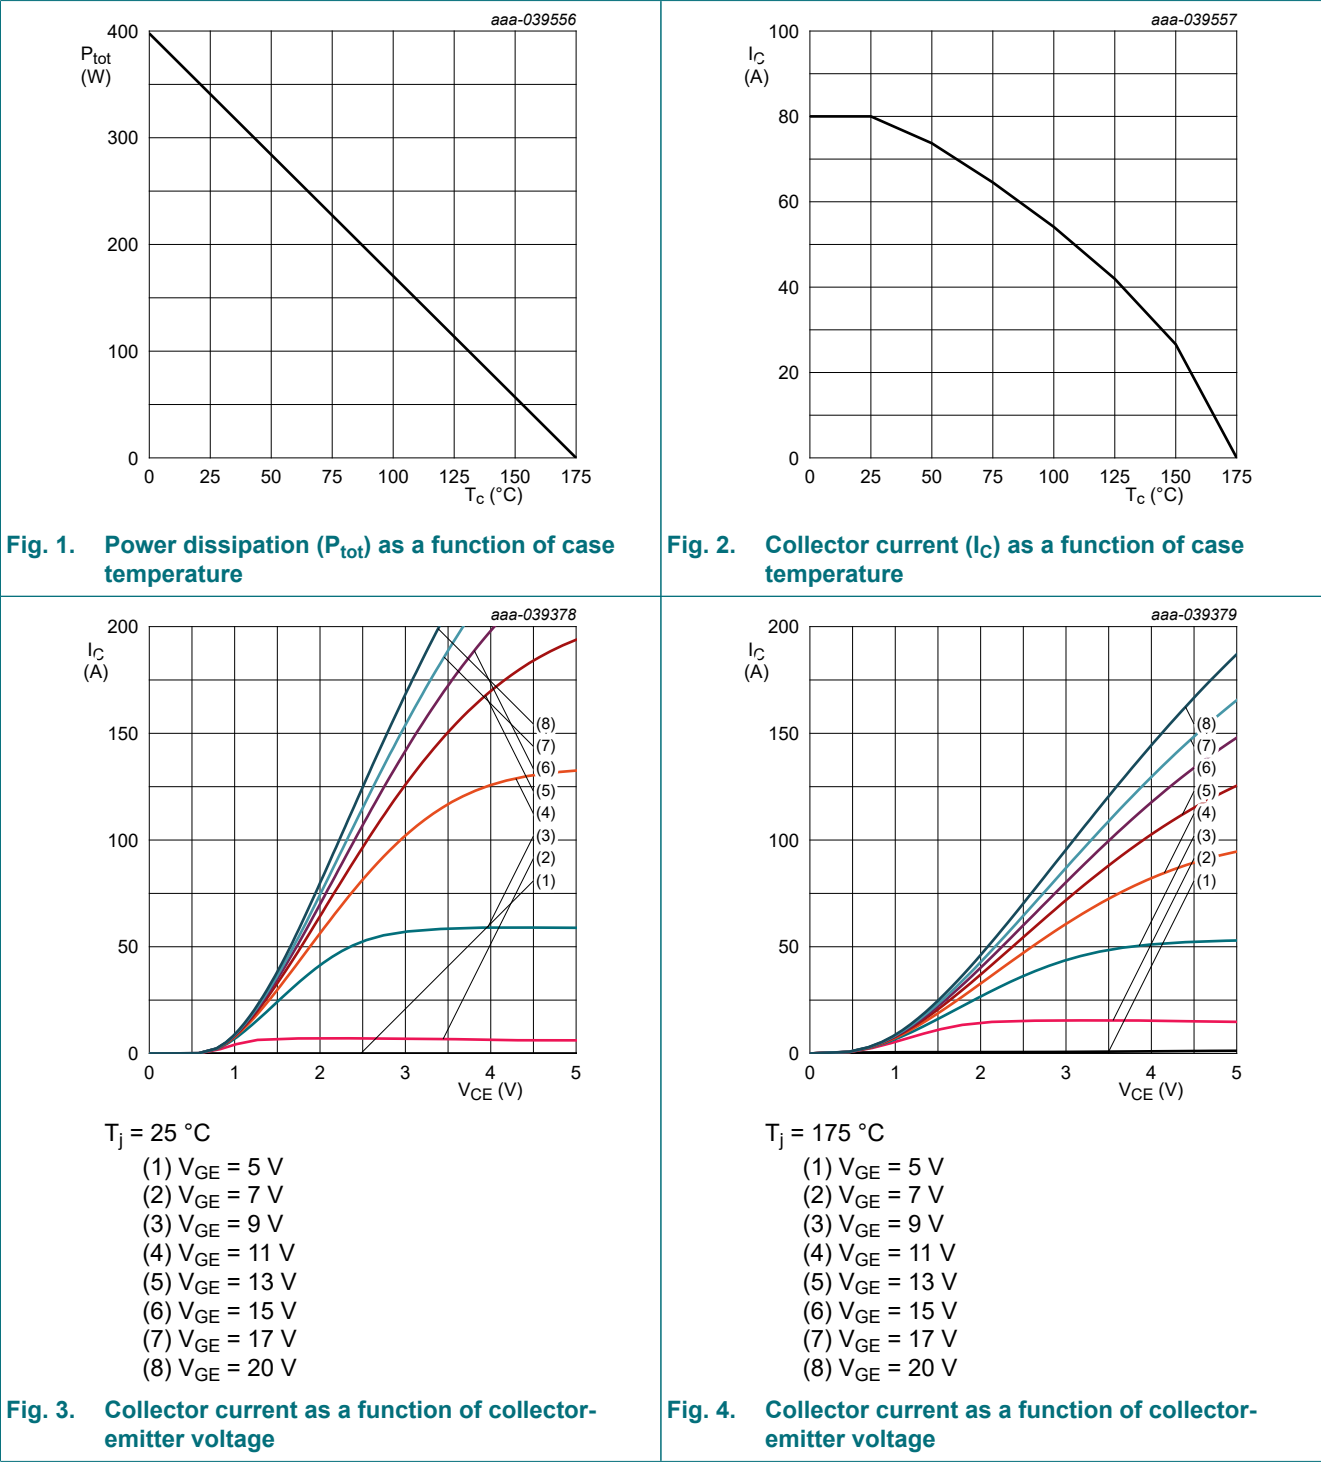 aaa-039556
400
Ptot
(W)
300
200
100
0
0 25 50 75 100 125 150 175
Tc (°C)
Fig. 1. Power dissipation (Ptot) as a function of case
temperature
aaa-039557
100
IC
(A)
80
60
40
20
0
0 25 50 75 100 125 150 175
Tc (°C)
Fig. 2. Collector current (IC) as a function of case
temperature
aaa-039378
200
IC
(A)
150
100
50
0
(8)
(7)
(6)
(5)
(4)
(3)
(2)
(1)
0 1 2 3 4 5
VCE (V)
Tj = 25 °C
(1) VGE = 5 V
(2) VGE = 7 V
(3) VGE = 9 V
(4) VGE = 11 V
(5) VGE = 13 V
(6) VGE = 15 V
(7) VGE = 17 V
(8) VGE = 20 V
Fig. 3. Collector current as a function of collector-
emitter voltage
aaa-039379
200
IC
(A)
150
100
50
0
(8)
(7)
(6)
(5)
(4)
(3)
(2)
(1)
0 1 2 3 4 5
VCE (V)
Tj = 175 °C
(1) VGE = 5 V
(2) VGE = 7 V
(3) VGE = 9 V
(4) VGE = 11 V
(5) VGE = 13 V
(6) VGE = 15 V
(7) VGE = 17 V
(8) VGE = 20 V
Fig. 4. Collector current as a function of collector-
emitter voltage